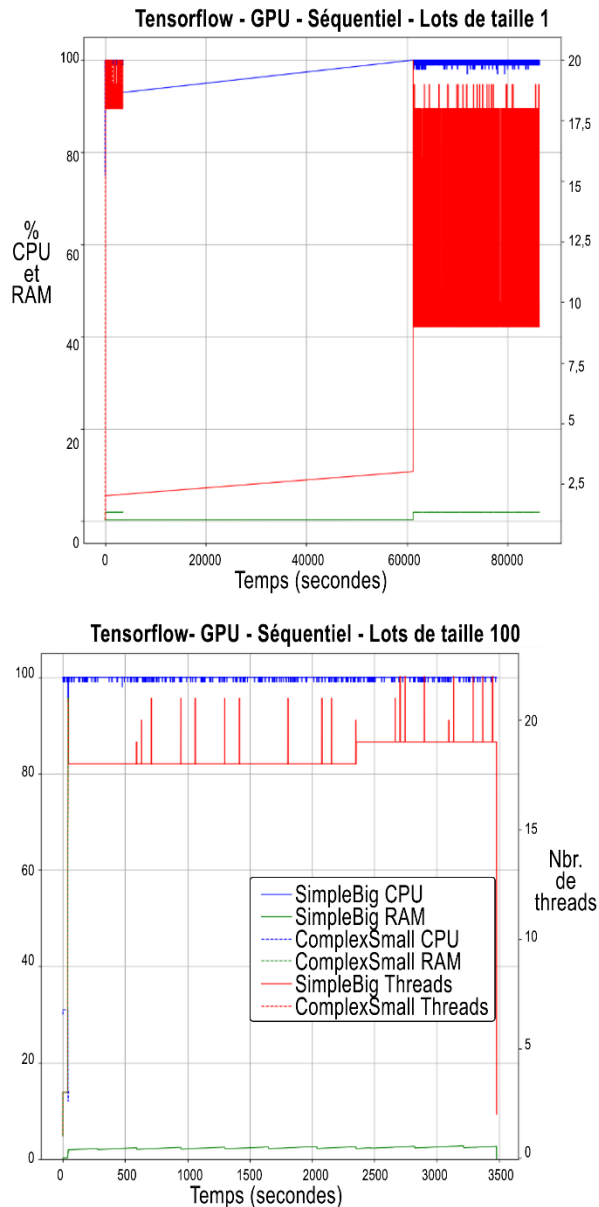 Tensorflow - GPU - Séquentiel - Lots de taille 1
100
80
60
40
20
0
%
CPU
et
RAM
20
17,5
15
12,5
10
7,5
5
2,5
0
20000
40000
60000
80000
Temps (secondes)
Tensorflow- GPU - Séquentiel - Lots de taille 100
100
80
60
40
20
0
20
15
10
5
0
Nbr.
de
threads
SimpleBig CPU
SimpleBig RAM
ComplexSmall CPU
ComplexSmall RAM
SimpleBig Threads
ComplexSmall Threads
0
500
1000
1500
2000
2500
3000
3500
Temps (secondes)